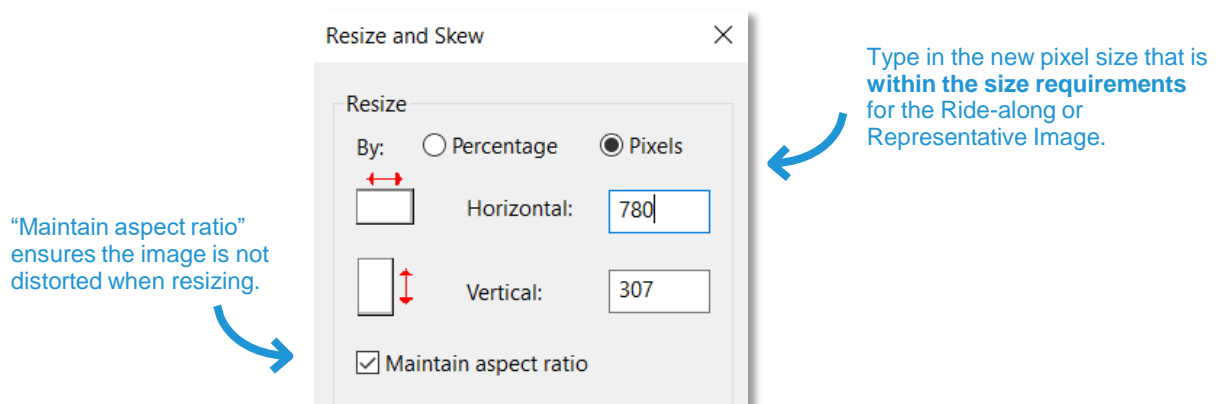 Resize and Skew
Type in the new pixel size that is
within the size requirements
for the Ride-along or
Representative Image.
Resize
By: Percentage Pixels
Horizontal: 780
“Maintain aspect ratio”
ensures the image is not
distorted when resizing.
Vertical: 307
Maintain aspect ratio